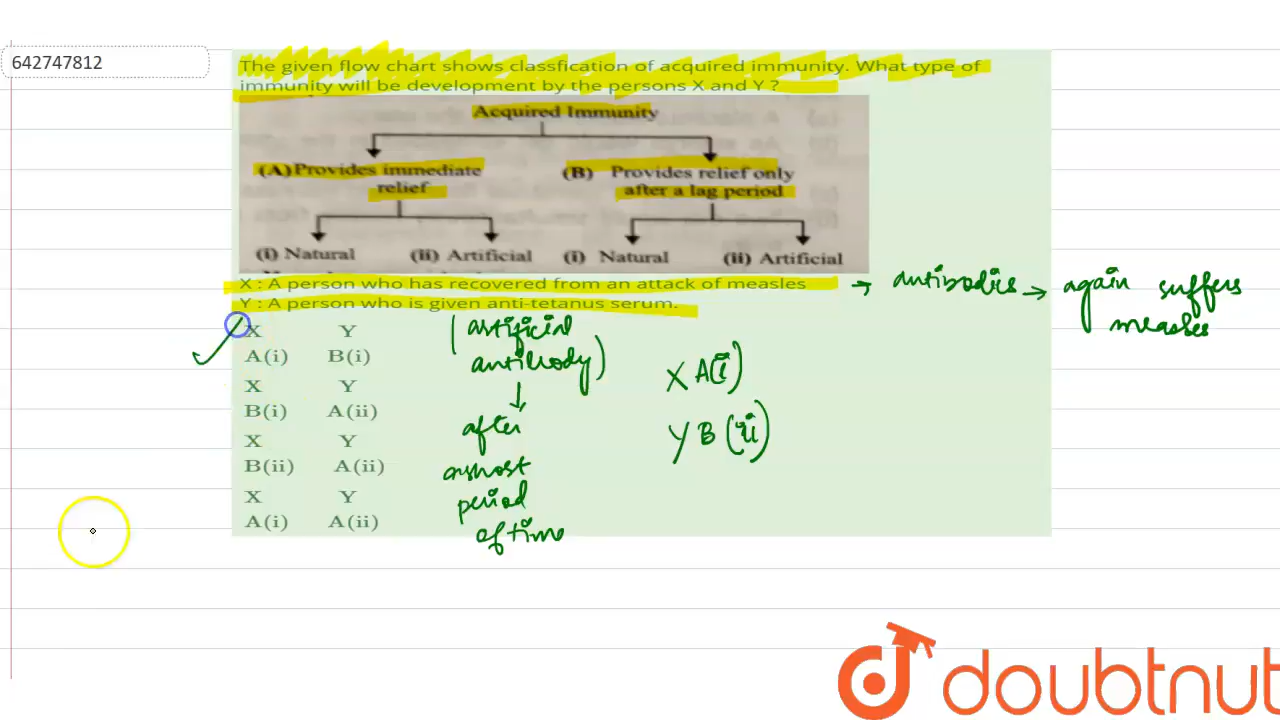 642747812
The given flow chart shows classfication of acquired immunity. What type of
immunity will be development by the persons X and Y ?
Acquired Immunity
(A)Provides immediate relief
(B) Provides relief only after a lag period
(i) Natural (ii) Artificial (i) Natural (ii) Artificial
X : A person who has recovered from an attack of measles → antibodies → again suffers measles
Y : A person who is given anti-tetanus serum.
X Y
A(i) B(i)
X Y
B(i) A(ii)
X Y
B(ii) A(ii)
X Y
A(i) A(ii)
(artificial
antibody)
after
period
of time
X A(i)
Y B(ii)
doubtnut